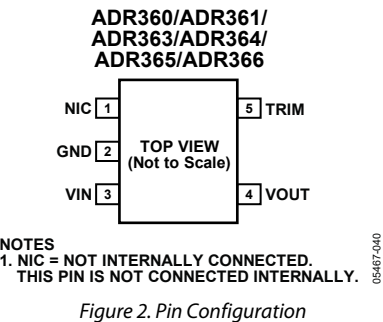 ADR360/ADR361/
ADR363/ADR364/
ADR365/ADR366
NIC 1
5 TRIM
GND 2
TOP VIEW
(Not to Scale)
VIN 3
4 VOUT
NOTES
1. NIC = NOT INTERNALLY CONNECTED.
THIS PIN IS NOT CONNECTED INTERNALLY.
05467-040
Figure 2. Pin Configuration